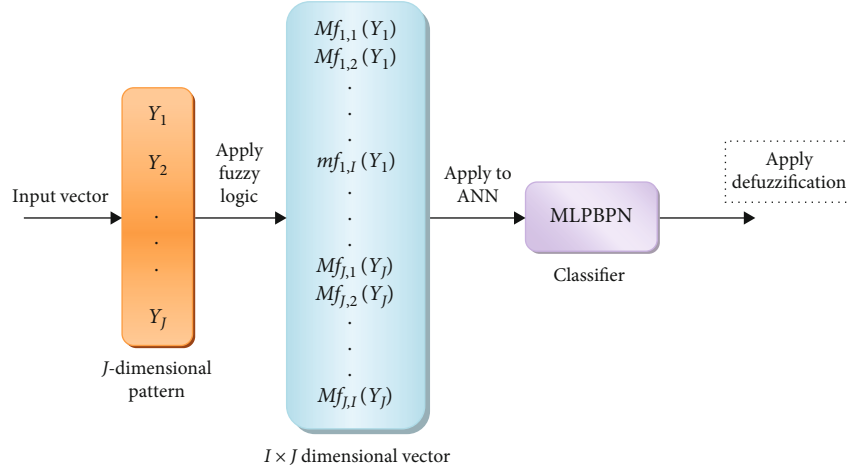 Input vector
Y1
Y2
.
.
.
YJ
J-dimensional
pattern
Apply
fuzzy
logic
Mf1,1 (Y1)
Mf1,2 (Y1)
.
.
.
mf1,I (Y1)
.
.
.
MfJ,1 (YJ)
MfJ,2 (YJ)
.
.
.
MfJ,I (YJ)
I × J dimensional vector
Apply to
ANN
MLPBPN
Classifier
Apply
defuzzification